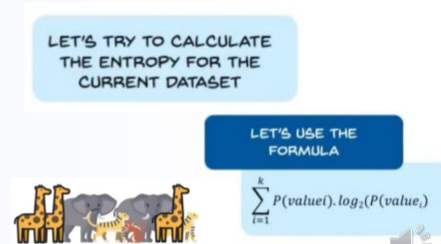 LET'S TRY TO CALCULATE
THE ENTROPY FOR THE
CURRENT DATASET
LET'S USE THE
FORMULA
k
∑ P(valuei).log₂(P(valueᵢ)
i=1